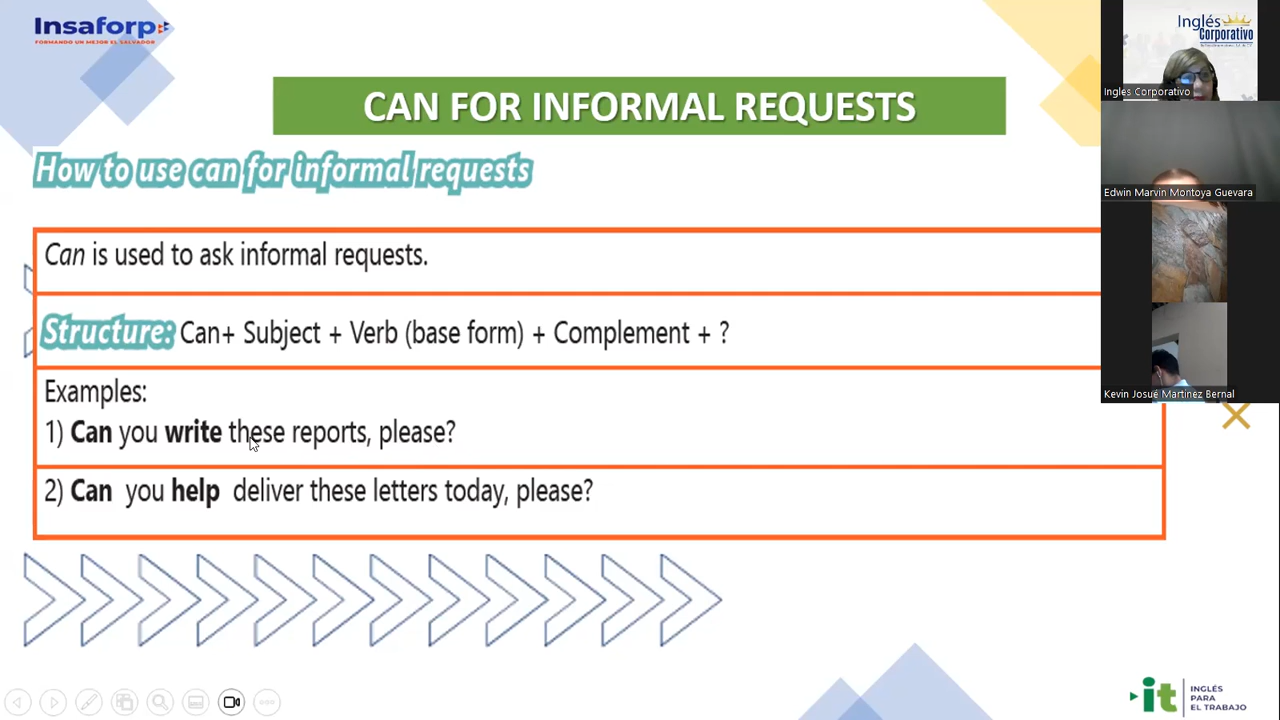 Insaforp
FORMANDO UN MEJOR EL SALVADOR
CAN FOR INFORMAL REQUESTS
How to use can for informal requests
Can is used to ask informal requests.
Structure: Can+ Subject + Verb (base form) + Complement + ?
Examples:
1) Can you write these reports, please?
2) Can you help deliver these letters today, please?
Inglés
Corporativo
Ingles Corporativo
Edwin Marvin Montoya Guevara
Kevin Josué Martinez Bernal
it
INGLÉS
PARA
EL TRABAJO